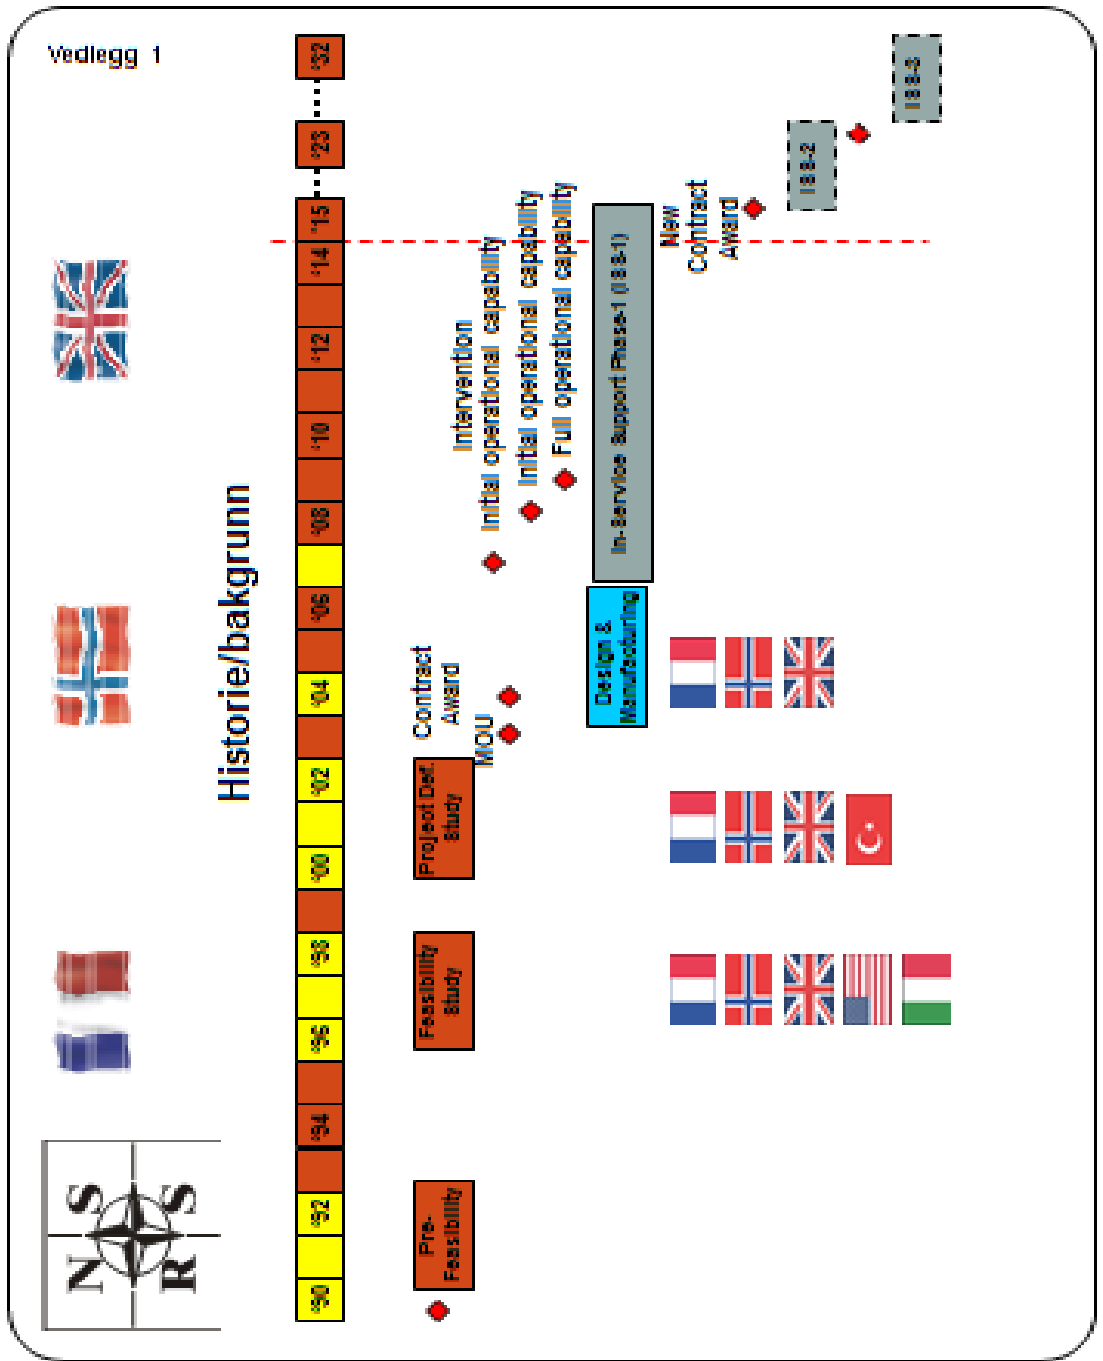 Vedlegg 1
N S
R S
Historie/bakgrunn
'90
'92
'94
'96
'98
'00
'02
'04
'06
'08
'10
'12
'14
'15
'23
'32
Pre-
Feasibility
Feasibility
Study
Project Def.
Study
MOU
Contract
Award
Intervention
Initial operational capability
Initial operational capability
Full operational capability
Design &
Manufacturing
In-Service Support Phase-1 (ISS-1)
New
Contract
Award
ISS-2
ISS-3